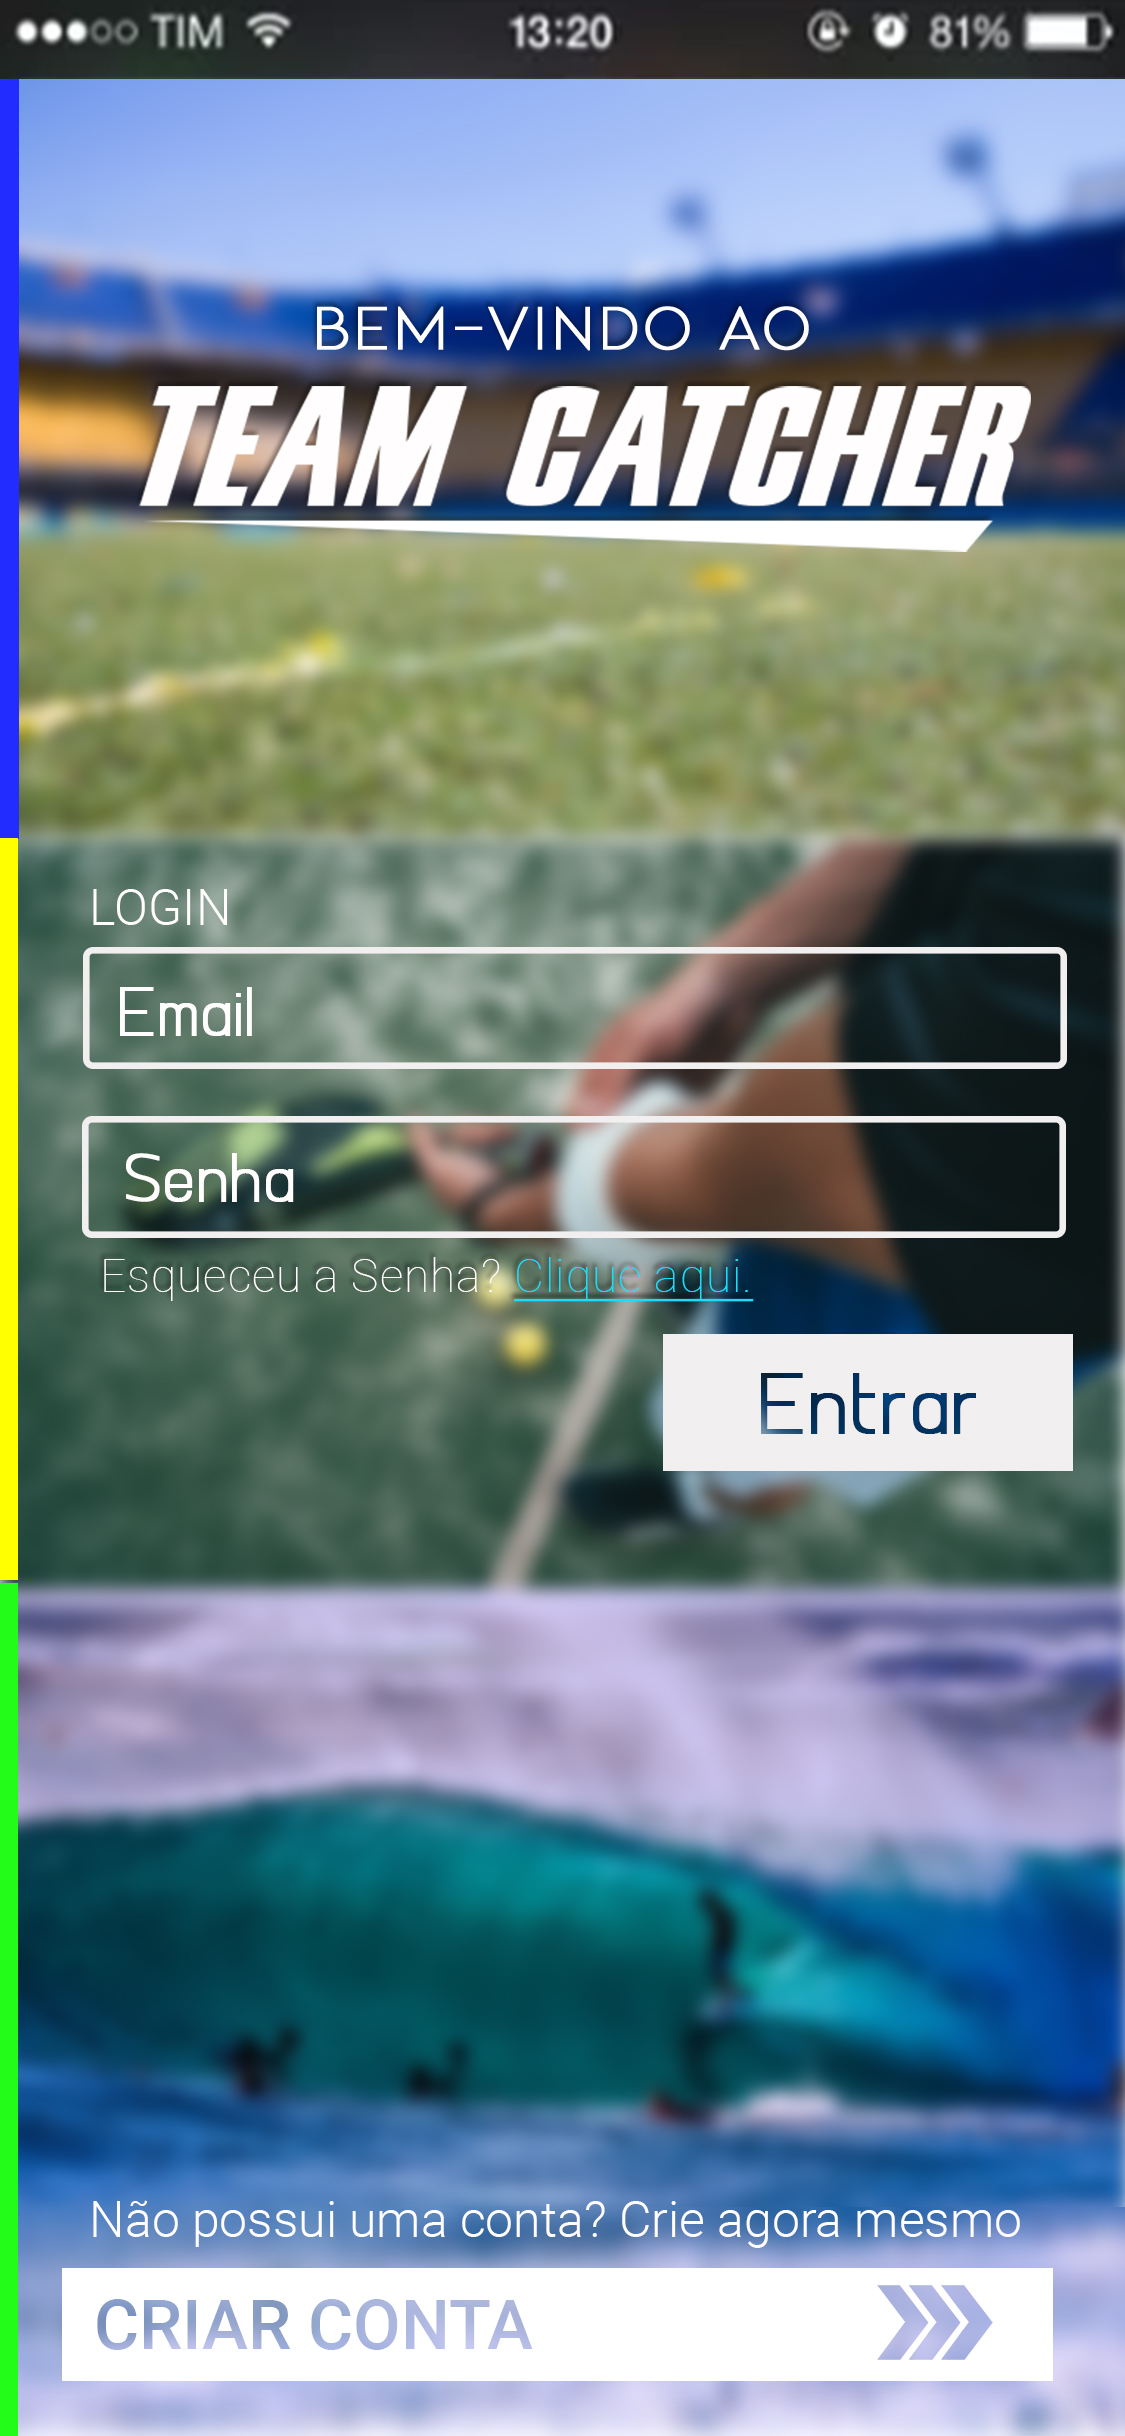 TIM 13:20 81%
BEM-VINDO AO
TEAM CATCHER
LOGIN
Email
Senha
Esqueceu a Senha? Clique aqui.
Entrar
Não possui uma conta? Crie agora mesmo
CRIAR CONTA